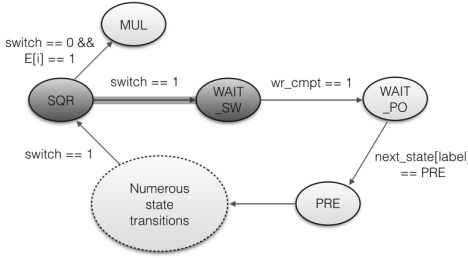 MUL
switch == 0 &&
E[i] == 1
switch == 1
wr_cmpt == 1
SQR
WAIT
_SW
WAIT
_PO
switch == 1
next_state[label]
== PRE
Numerous
state
transitions
PRE